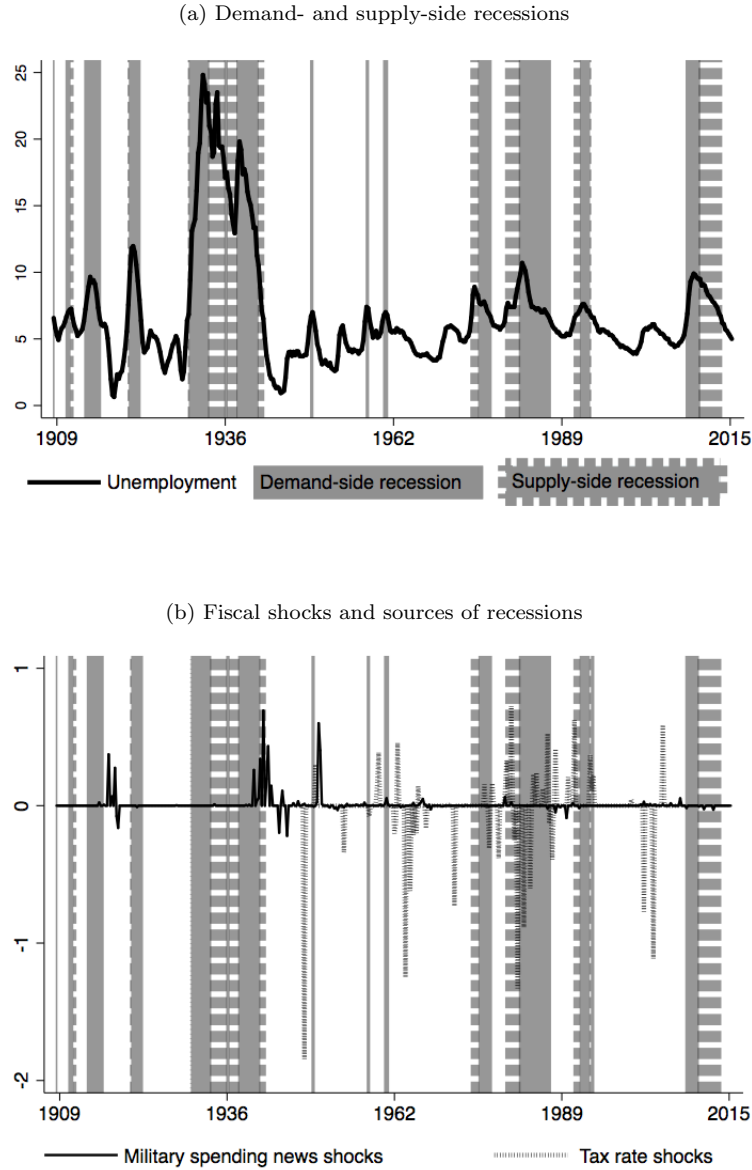 (a) Demand- and supply-side recessions
25
20
15
10
5
0
1909 1936 1962 1989 2015
Unemployment Demand-side recession Supply-side recession
(b) Fiscal shocks and sources of recessions
1
0
-1
-2
1909 1936 1962 1989 2015
Military spending news shocks Tax rate shocks